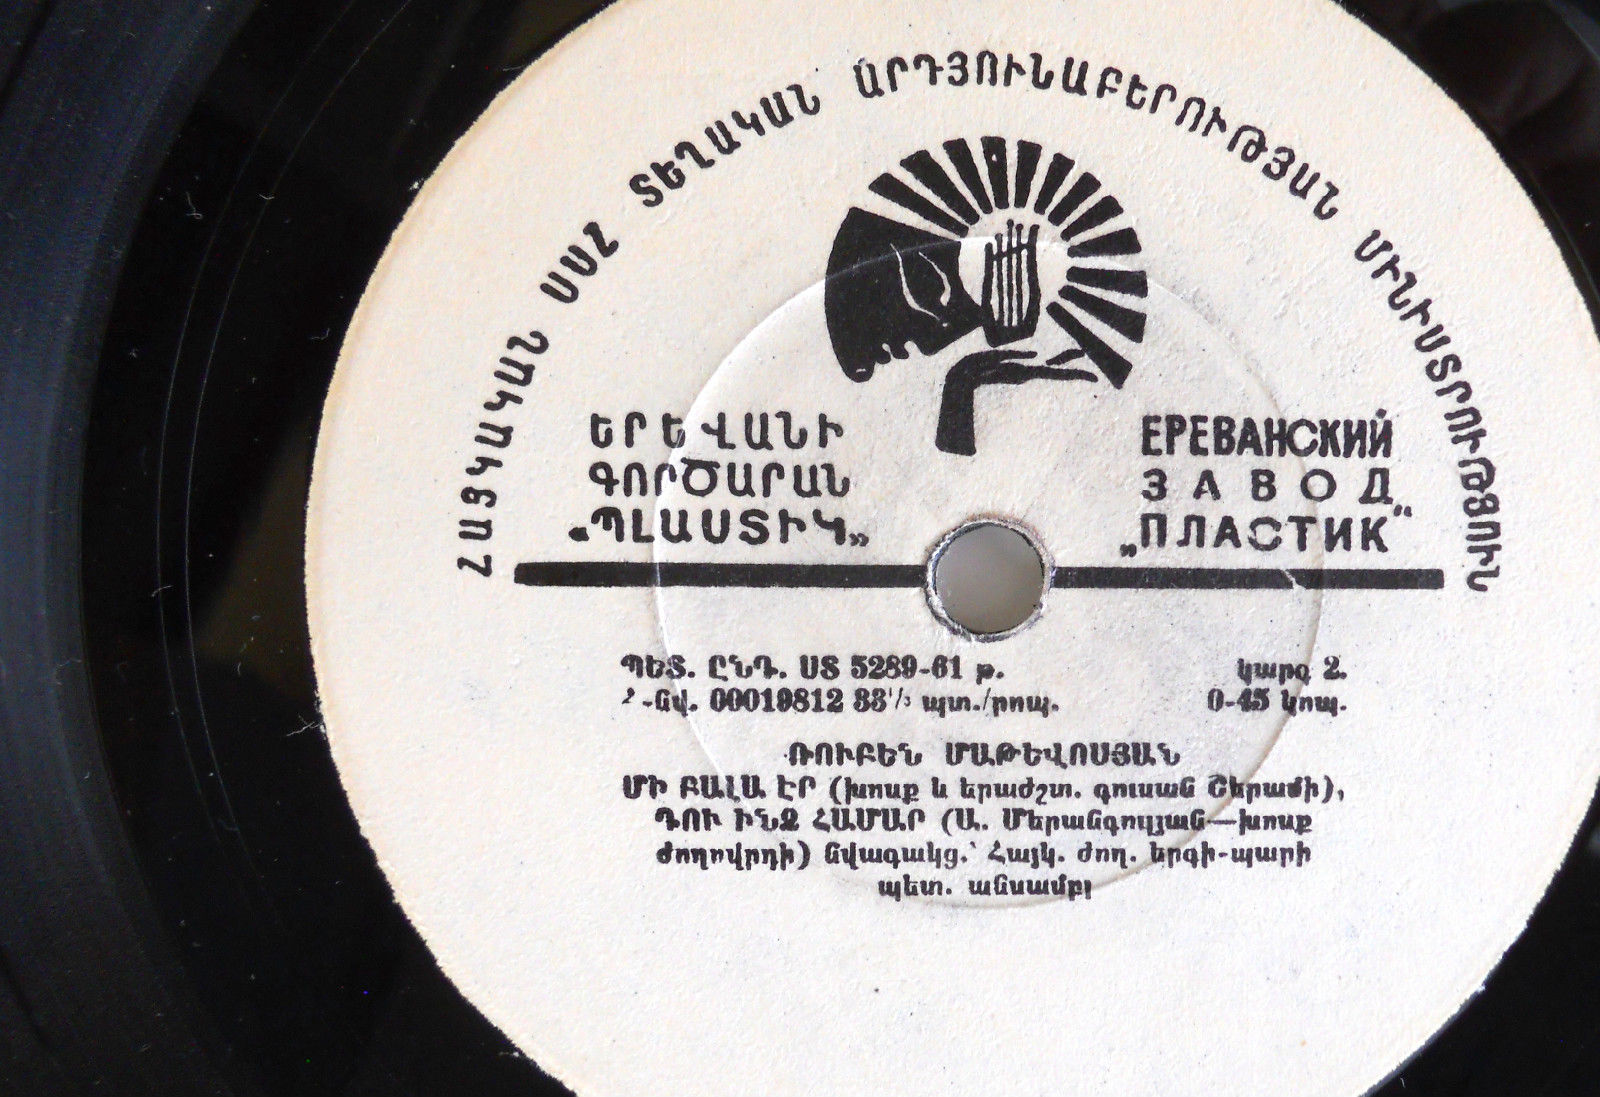 ՀԱՅԿԱԿԱՆ ՍՍՀ ՏԵՂԱԿԱՆ ԱՐԴՅՈՒՆԱԲԵՐՈՒԹՅԱՆ ՄԻՆԻՍՏՐՈՒԹՅՈՒՆ
ԵՐԵՎԱՆԻ
ԳՈՐԾԱՐԱՆ
«ՊԼԱՍՏԻԿ»
ЕРЕВАНСКИЙ
ЗАВОД
„ПЛАСТИК“
ՊԵՏ. ԸՆԴ. ՍՏ 5289-61 թ. կարգ 2.
Հ-նվ. 00019812 33⅓ պտ./րոպ. 0-45 կոպ.
ՌՈՒԲԵՆ ՄԱԹԵՎՈՍՅԱՆ
ՄԻ ԲԱԼԱ ԷՐ (խոսք և երաժշտ. գուսան Շերամի),
ԴՈՒ ԻՆՁ ՀԱՄԱՐ (Ա. Մերանգուլյան—խոսք
ժողովրդի) նվագակց.՝ Հայկ. ժող. երգի-պարի
պետ. անսամբլ